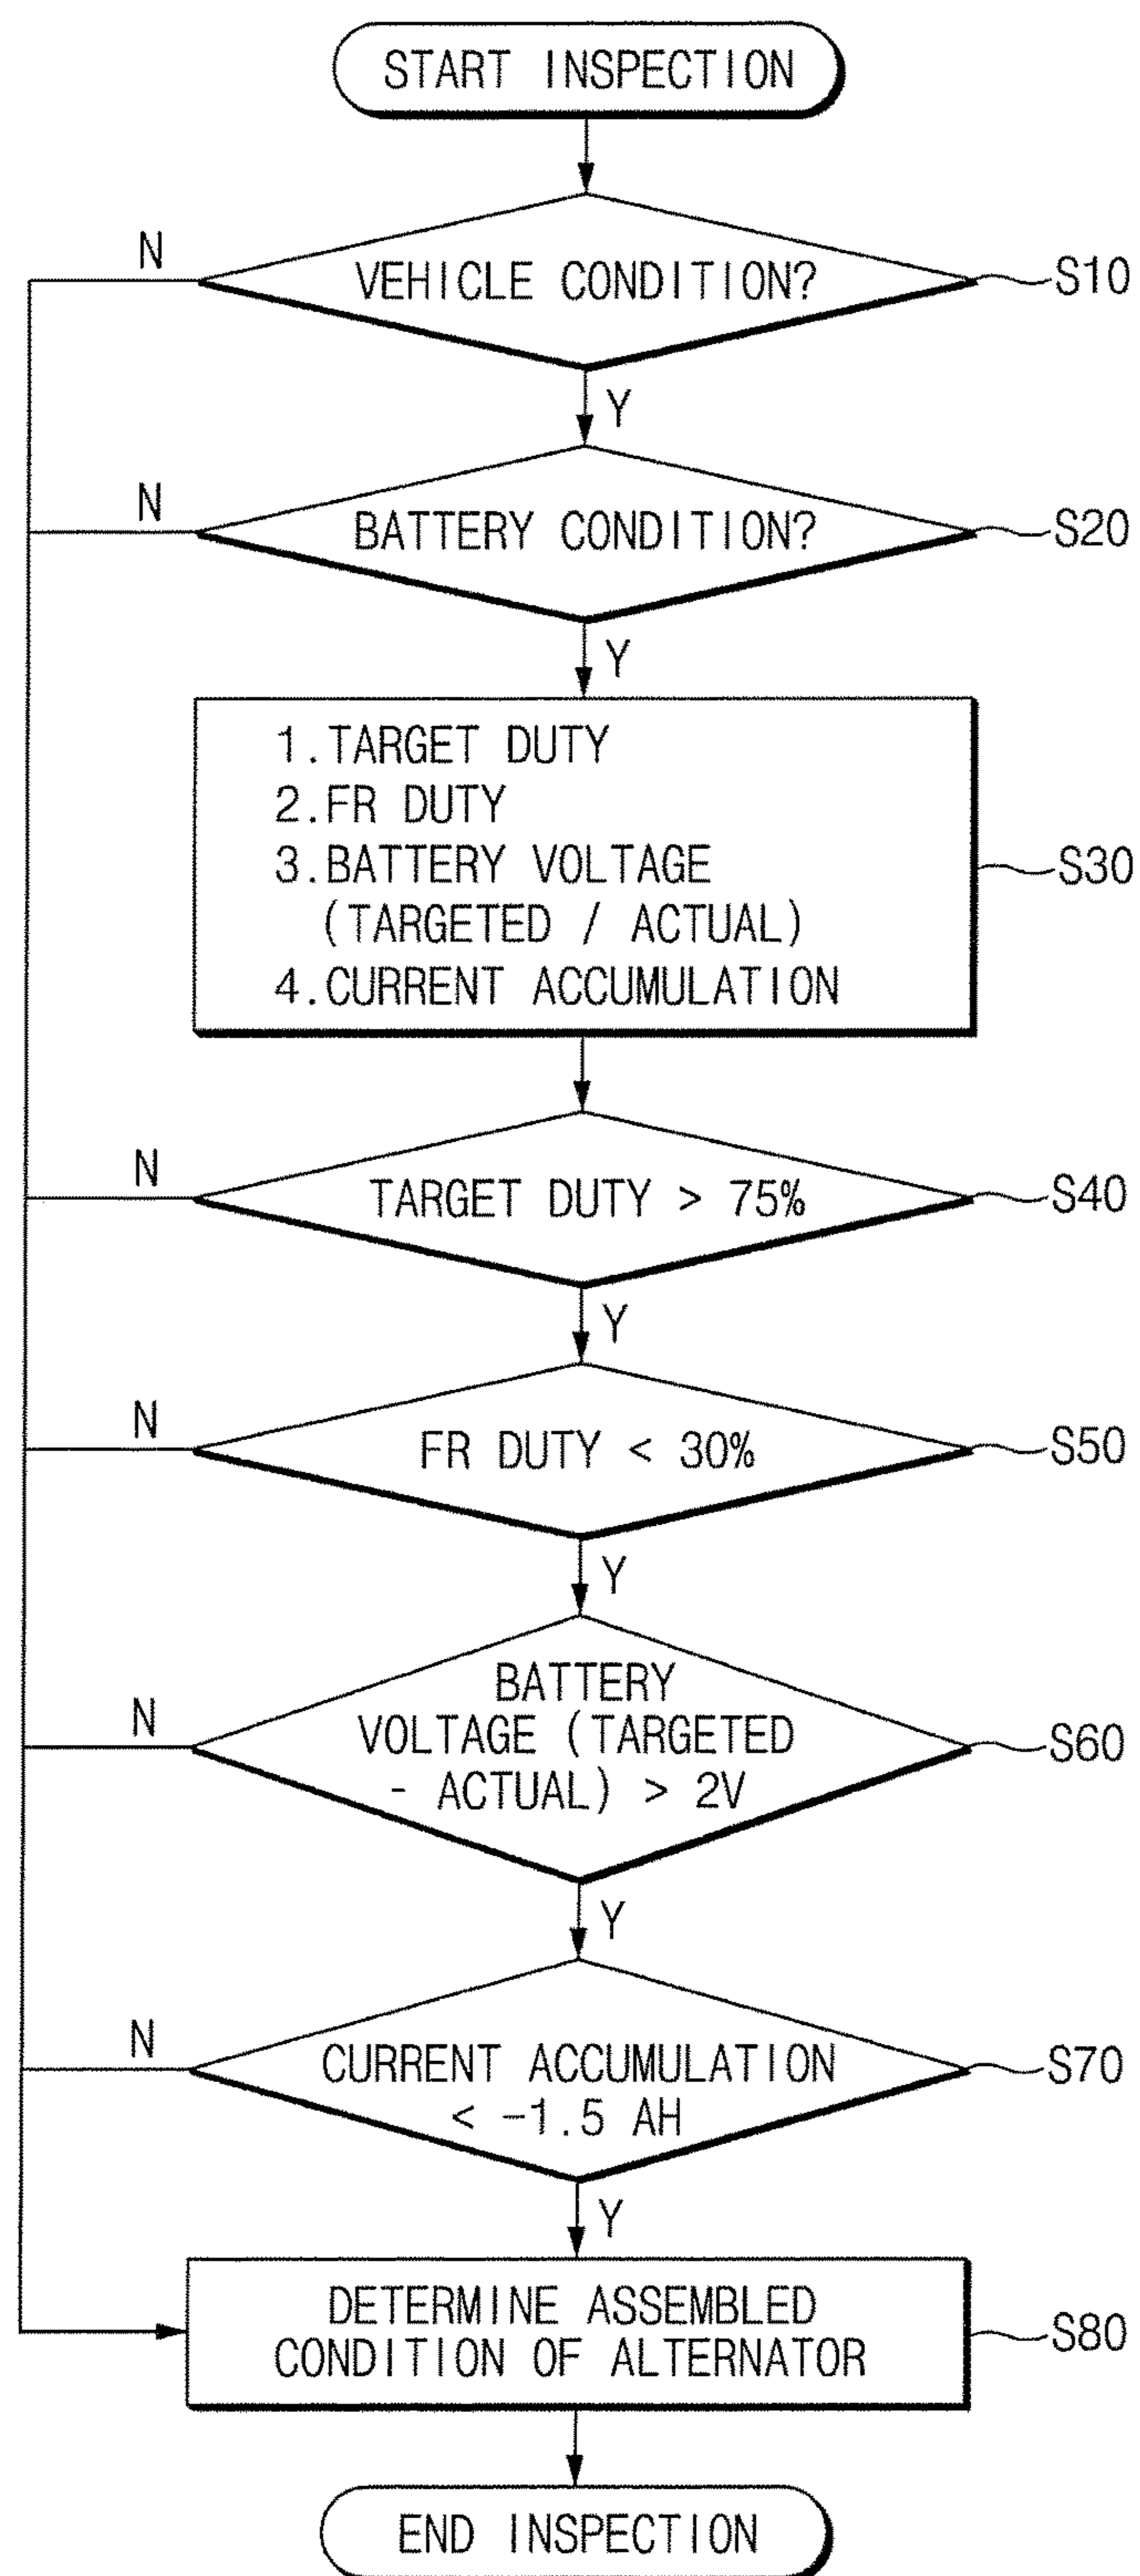 START INSPECTION
N
VEHICLE CONDITION?
S10
Y
N
BATTERY CONDITION?
S20
Y
1.TARGET DUTY
2.FR DUTY
3.BATTERY VOLTAGE
(TARGETED / ACTUAL)
4.CURRENT ACCUMULATION
S30
N
TARGET DUTY > 75%
S40
Y
N
FR DUTY < 30%
S50
Y
N
BATTERY
VOLTAGE (TARGETED
- ACTUAL) > 2V
S60
Y
N
CURRENT ACCUMULATION
< -1.5 AH
S70
Y
DETERMINE ASSEMBLED
CONDITION OF ALTERNATOR
S80
END INSPECTION